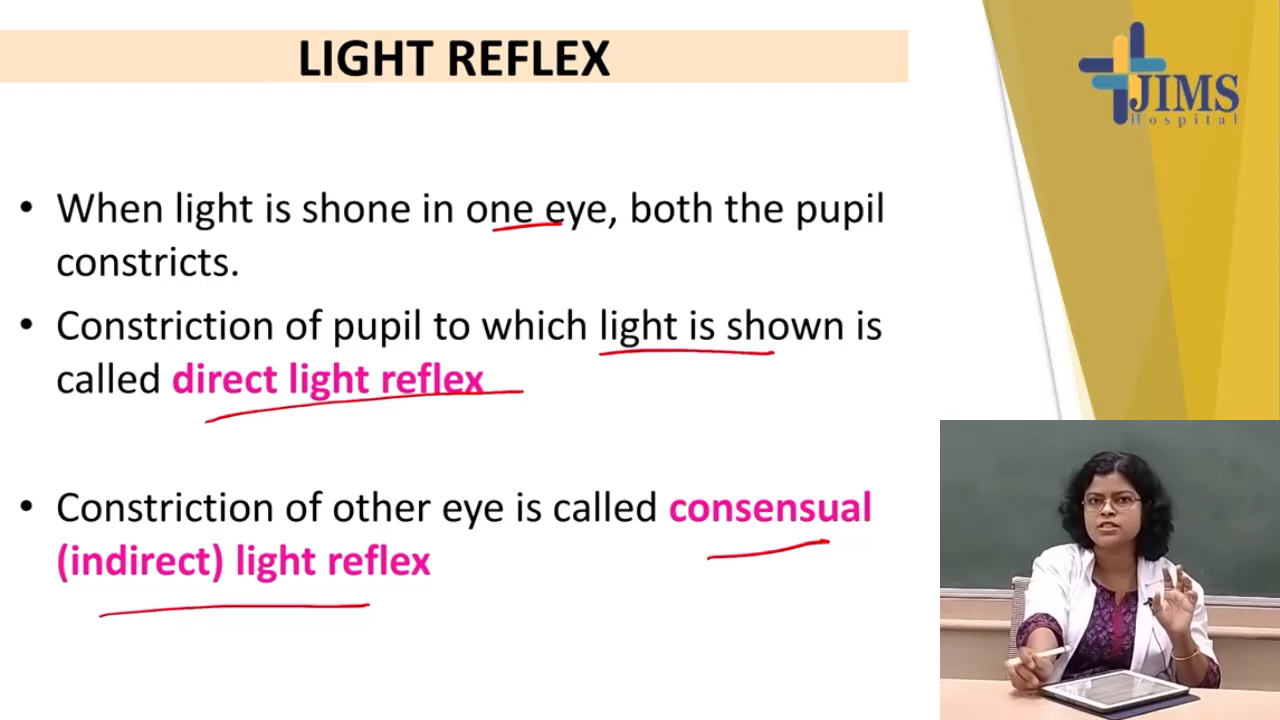 LIGHT REFLEX
JIMS
Hospital
• When light is shone in one eye, both the pupil
constricts.
• Constriction of pupil to which light is shown is
called direct light reflex
• Constriction of other eye is called consensual
(indirect) light reflex